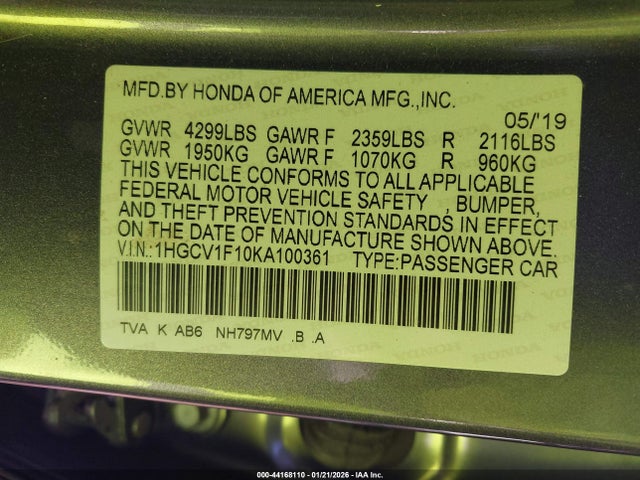 MFD.BY HONDA OF AMERICA MFG.,INC.
05/'19
GVWR 4299LBS GAWR F 2359LBS R 2116LBS
GVWR 1950KG GAWR F 1070KG R 960KG
THIS VEHICLE CONFORMS TO ALL APPLICABLE
FEDERAL MOTOR VEHICLE SAFETY , BUMPER,
AND THEFT PREVENTION STANDARDS IN EFFECT
ON THE DATE OF MANUFACTURE SHOWN ABOVE.
V.I.N.:1HGCV1F10KA100361 TYPE:PASSENGER CAR
TVA K AB6 NH797MV .B .A
000-44168110 — 01/21/2026 — IAA Inc.